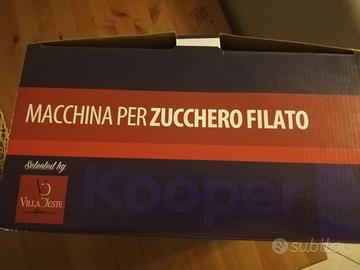 MACCHINA PER ZUCCHERO FILATO
Selected by
VILLA D'ESTE
Kooper
subito